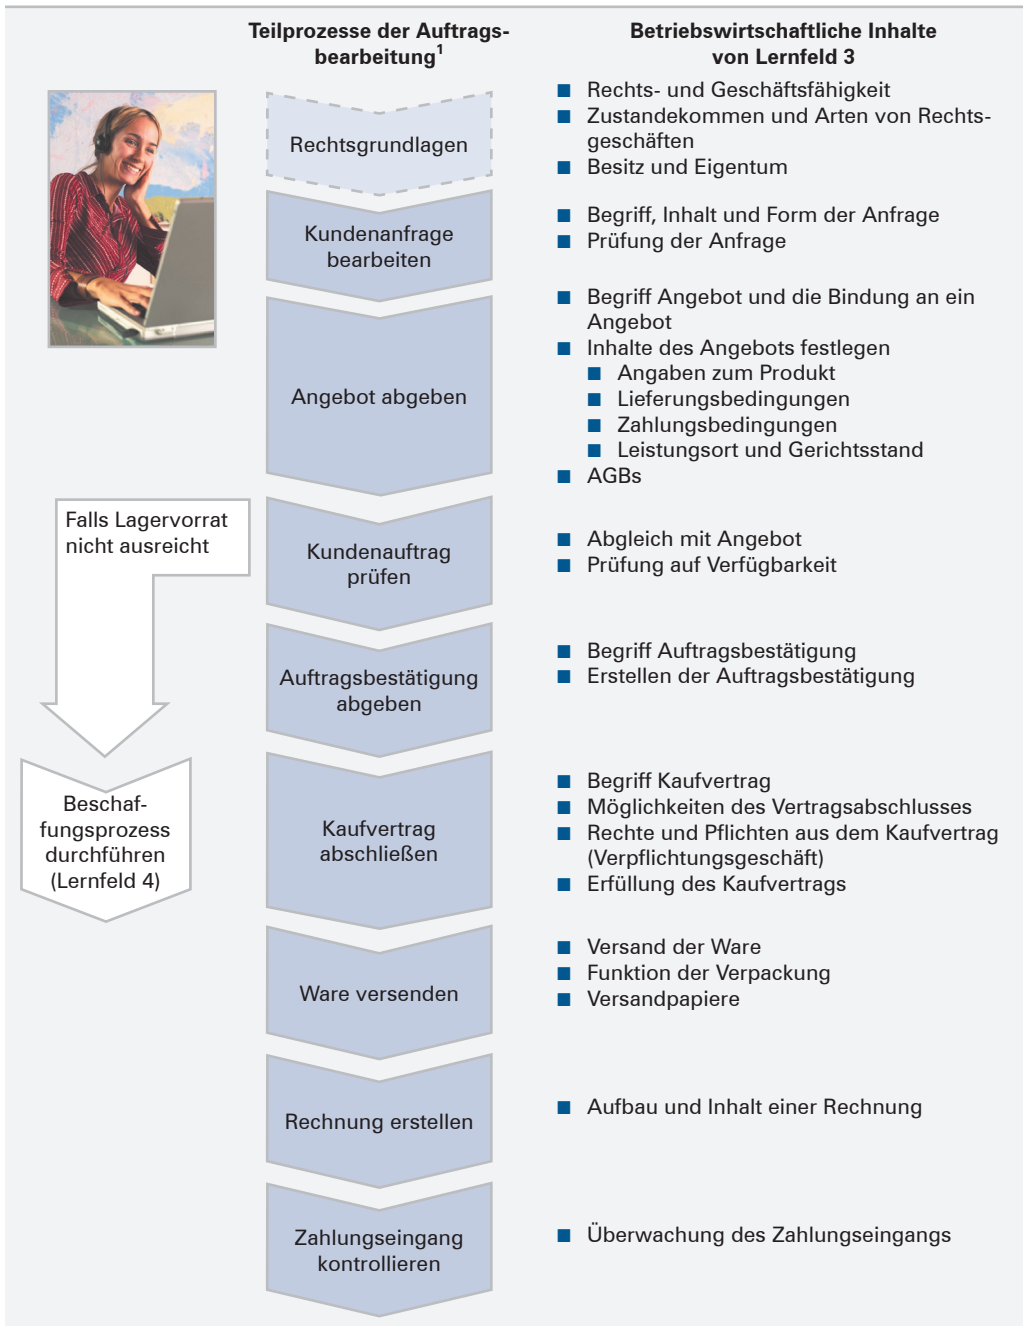 Teilprozesse der Auftrags-
bearbeitung1
Betriebswirtschaftliche Inhalte
von Lernfeld 3
Rechtsgrundlagen
■ Rechts- und Geschäftsfähigkeit
■ Zustandekommen und Arten von Rechts-
geschäften
■ Besitz und Eigentum
Kundenanfrage
bearbeiten
■ Begriff, Inhalt und Form der Anfrage
■ Prüfung der Anfrage
Angebot abgeben
■ Begriff Angebot und die Bindung an ein
Angebot
■ Inhalte des Angebots festlegen
■ Angaben zum Produkt
■ Lieferungsbedingungen
■ Zahlungsbedingungen
■ Leistungsort und Gerichtsstand
■ AGBs
Falls Lagervorrat
nicht ausreicht
Kundenauftrag
prüfen
■ Abgleich mit Angebot
■ Prüfung auf Verfügbarkeit
Auftragsbestätigung
abgeben
■ Begriff Auftragsbestätigung
■ Erstellen der Auftragsbestätigung
Beschaf-
fungsprozess
durchführen
(Lernfeld 4)
Kaufvertrag
abschließen
■ Begriff Kaufvertrag
■ Möglichkeiten des Vertragsabschlusses
■ Rechte und Pflichten aus dem Kaufvertrag
(Verpflichtungsgeschäft)
■ Erfüllung des Kaufvertrags
Ware versenden
■ Versand der Ware
■ Funktion der Verpackung
■ Versandpapiere
Rechnung erstellen
■ Aufbau und Inhalt einer Rechnung
Zahlungseingang
kontrollieren
■ Überwachung des Zahlungseingangs